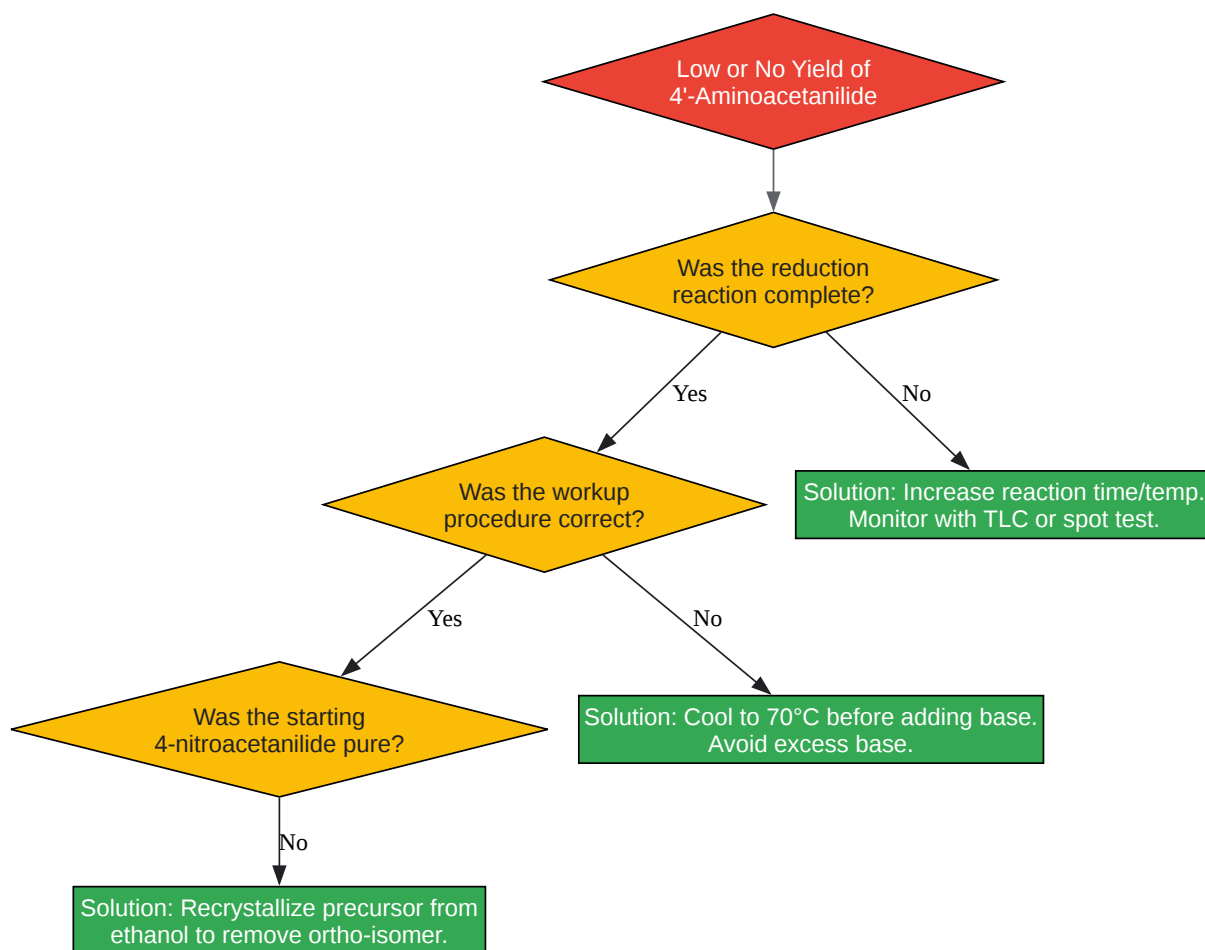 Low or No Yield of
4'-Aminoacetanilide
Was the reduction
reaction complete?
Yes
No
Was the workup
procedure correct?
Solution: Increase reaction time/temp.
Monitor with TLC or spot test.
Yes
No
Was the starting
4-nitroacetanilide pure?
Solution: Cool to 70°C before adding base.
Avoid excess base.
No
Solution: Recrystallize precursor from
ethanol to remove ortho-isomer.